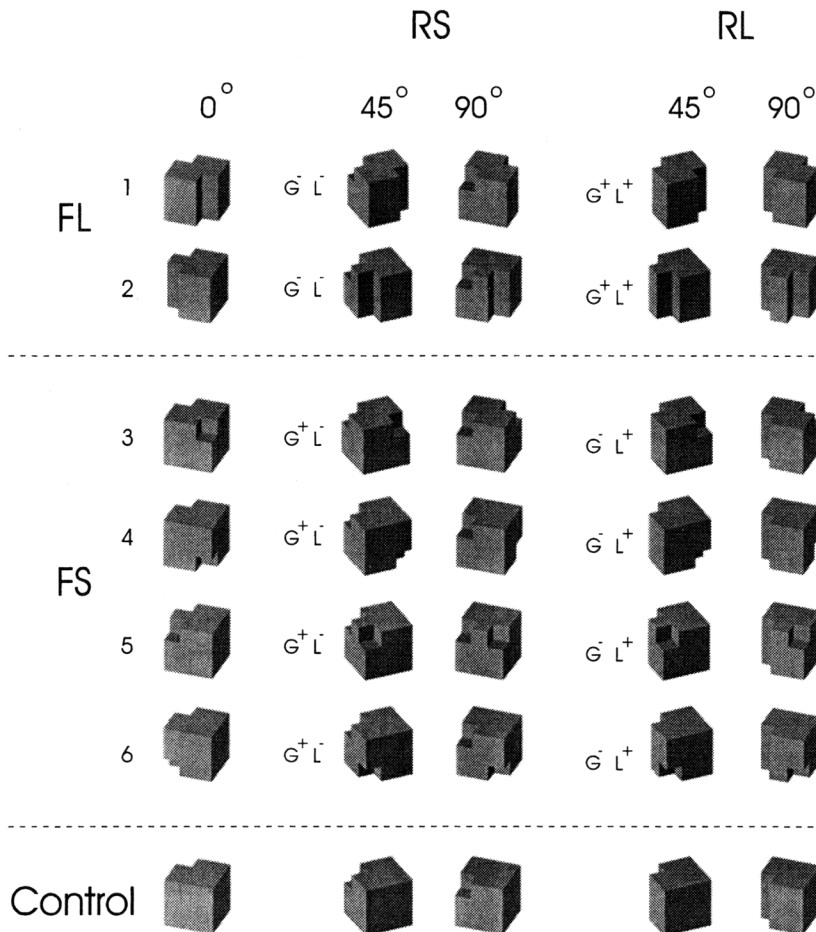 RS RL
0° 45° 90° 45° 90°
1 G⁻ L⁻ G⁺ L⁺
FL
2 G⁻ L⁻ G⁺ L⁺
3 G⁺ L⁻ G⁻ L⁺
4 G⁺ L⁻ G⁻ L⁺
FS
5 G⁺ L⁻ G⁻ L⁺
6 G⁺ L⁻ G⁻ L⁺
Control